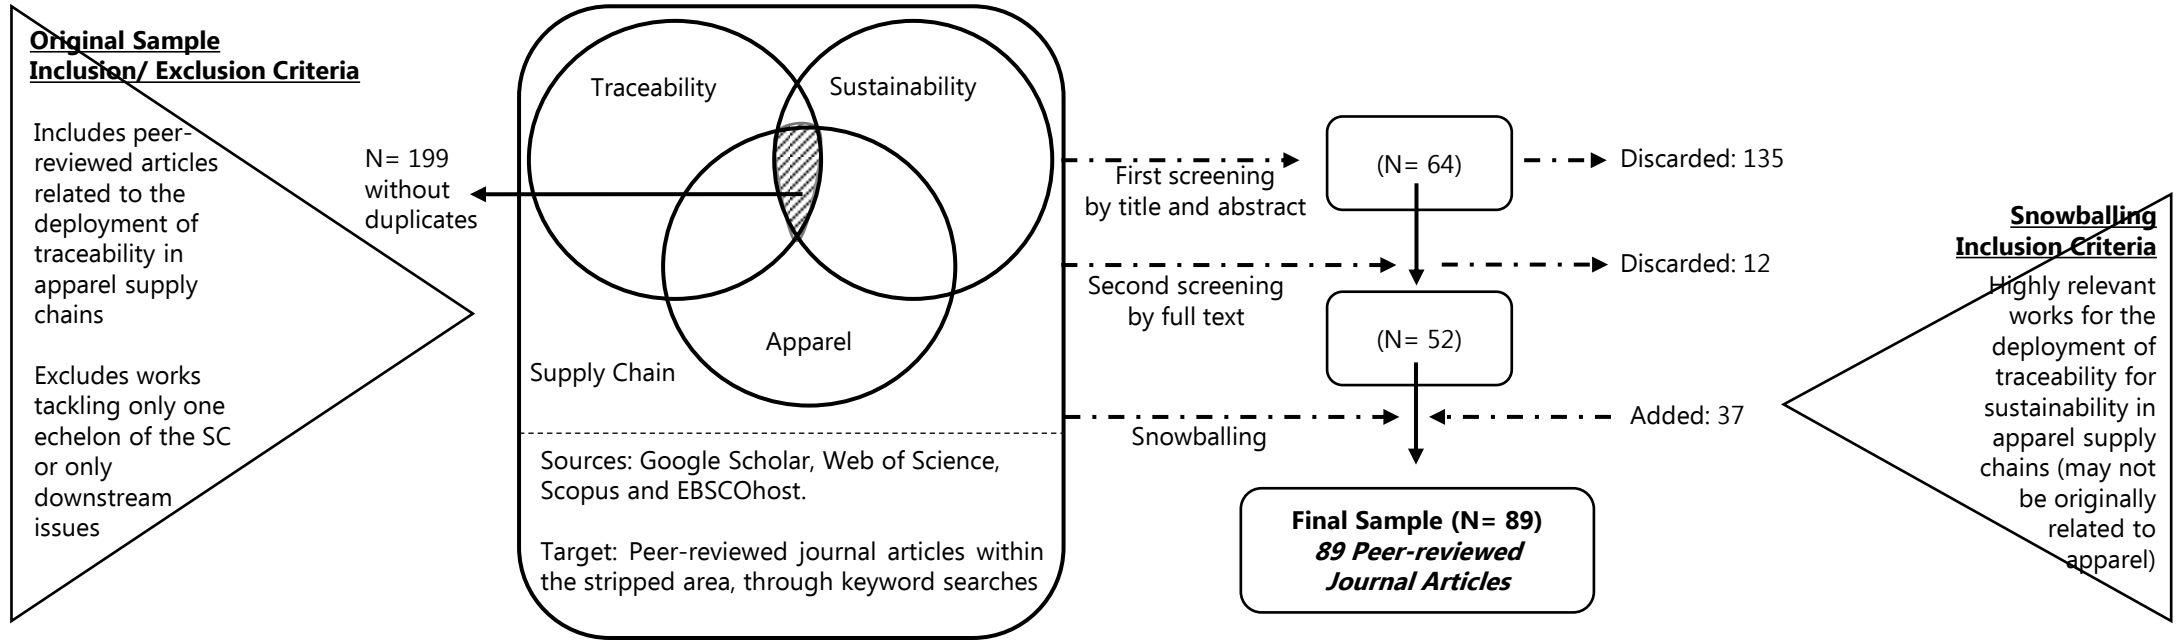 Original Sample
Inclusion/ Exclusion Criteria
Includes peer-
reviewed articles
related to the
deployment of
traceability in
apparel supply
chains
Excludes works
tackling only one
echelon of the SC
or only
downstream
issues
N= 199
without
duplicates
Traceability
Sustainability
Apparel
Supply Chain
Sources: Google Scholar, Web of Science,
Scopus and EBSCOhost.
Target: Peer-reviewed journal articles within
the stripped area, through keyword searches
First screening
by title and abstract
Second screening
by full text
Snowballing
(N= 64)
Discarded: 135
Discarded: 12
(N= 52)
Added: 37
Final Sample (N= 89)
89 Peer-reviewed
Journal Articles
Snowballing
Inclusion Criteria
Highly relevant
works for the
deployment of
traceability for
sustainability in
apparel supply
chains (may not
be originally
related to
apparel)